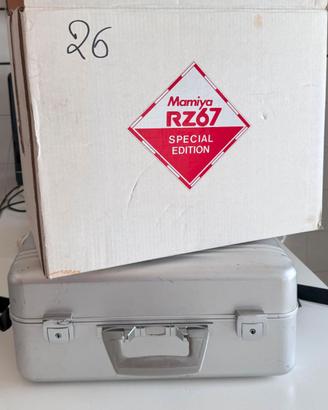 26
Mamiya
RZ67
SPECIAL
EDITION